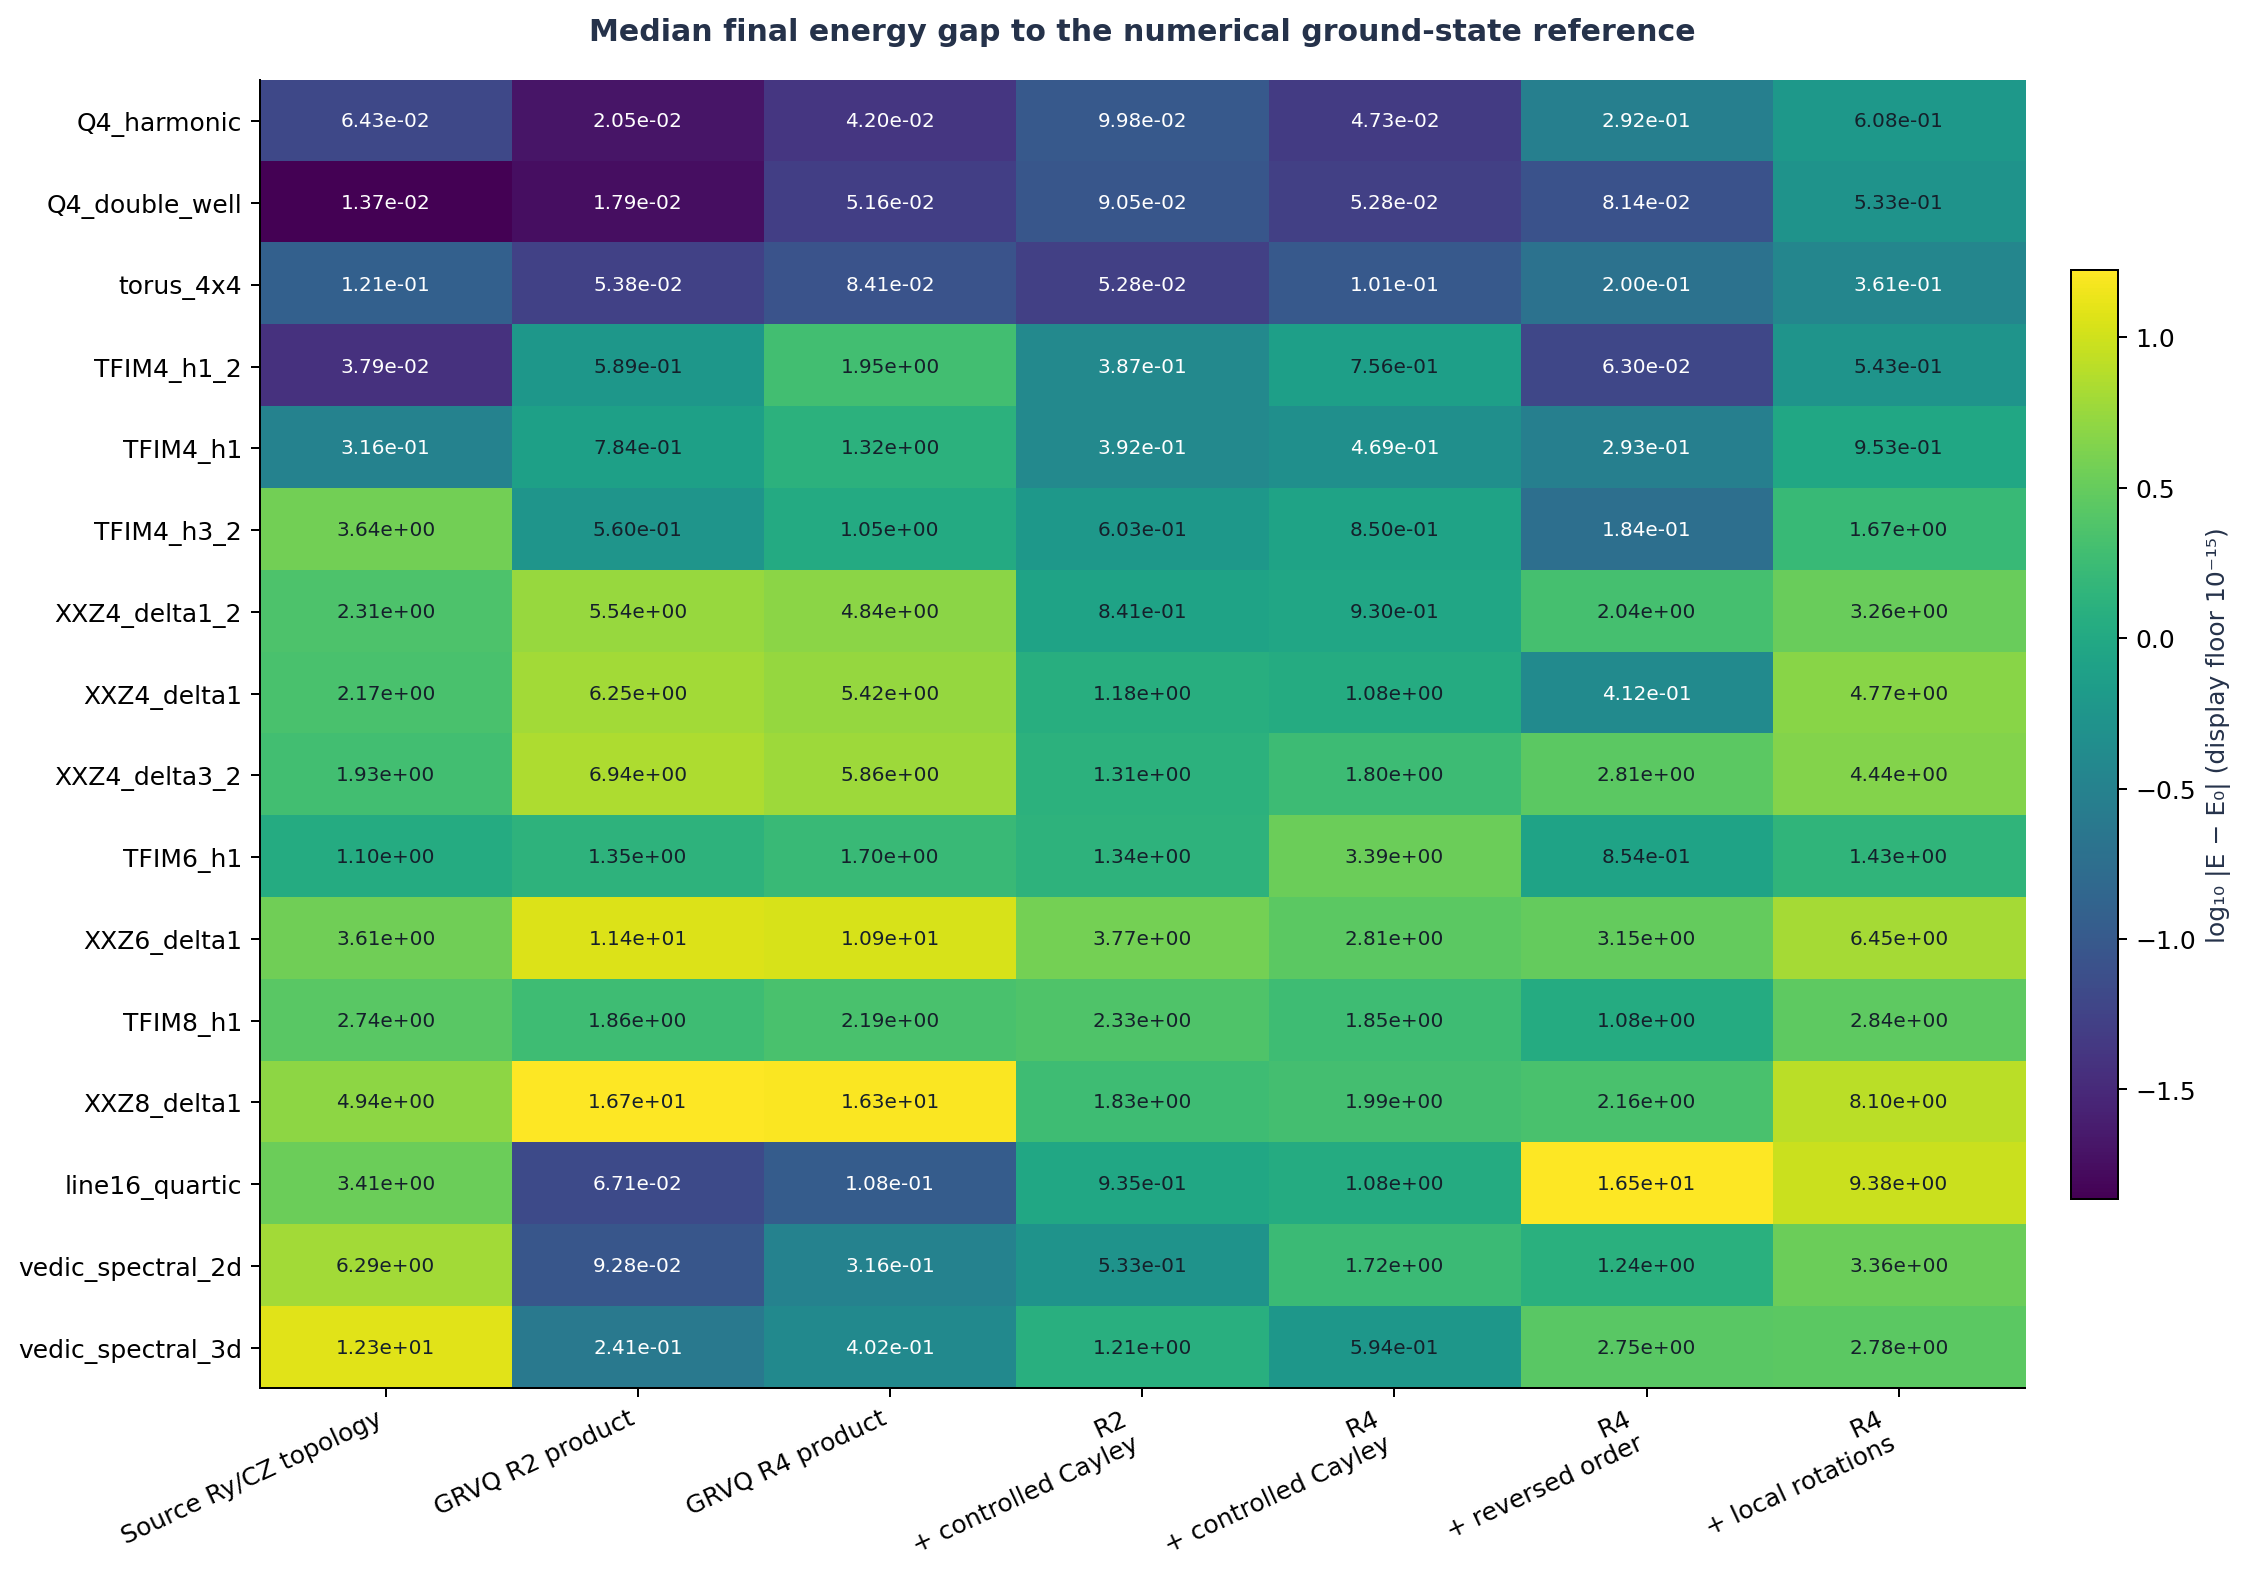 Median final energy gap to the numerical ground-state reference
Q4_harmonic 6.43e-02 2.05e-02 4.20e-02 9.98e-02 4.73e-02 2.92e-01 6.08e-01
Q4_double_well 1.37e-02 1.79e-02 5.16e-02 9.05e-02 5.28e-02 8.14e-02 5.33e-01
torus_4x4 1.21e-01 5.38e-02 8.41e-02 5.28e-02 1.01e-01 2.00e-01 3.61e-01
TFIM4_h1_2 3.79e-02 5.89e-01 1.95e+00 3.87e-01 7.56e-01 6.30e-02 5.43e-01
TFIM4_h1 3.16e-01 7.84e-01 1.32e+00 3.92e-01 4.69e-01 2.93e-01 9.53e-01
TFIM4_h3_2 3.64e+00 5.60e-01 1.05e+00 6.03e-01 8.50e-01 1.84e-01 1.67e+00
XXZ4_delta1_2 2.31e+00 5.54e+00 4.84e+00 8.41e-01 9.30e-01 2.04e+00 3.26e+00
XXZ4_delta1 2.17e+00 6.25e+00 5.42e+00 1.18e+00 1.08e+00 4.12e-01 4.77e+00
XXZ4_delta3_2 1.93e+00 6.94e+00 5.86e+00 1.31e+00 1.80e+00 2.81e+00 4.44e+00
TFIM6_h1 1.10e+00 1.35e+00 1.70e+00 1.34e+00 3.39e+00 8.54e-01 1.43e+00
XXZ6_delta1 3.61e+00 1.14e+01 1.09e+01 3.77e+00 2.81e+00 3.15e+00 6.45e+00
TFIM8_h1 2.74e+00 1.86e+00 2.19e+00 2.33e+00 1.85e+00 1.08e+00 2.84e+00
XXZ8_delta1 4.94e+00 1.67e+01 1.63e+01 1.83e+00 1.99e+00 2.16e+00 8.10e+00
line16_quartic 3.41e+00 6.71e-02 1.08e-01 9.35e-01 1.08e+00 1.65e+01 9.38e+00
vedic_spectral_2d 6.29e+00 9.28e-02 3.16e-01 5.33e-01 1.72e+00 1.24e+00 3.36e+00
vedic_spectral_3d 1.23e+01 2.41e-01 4.02e-01 1.21e+00 5.94e-01 2.75e+00 2.78e+00
Source Ry/CZ topology
GRVQ R2 product
GRVQ R4 product
R2
+ controlled Cayley
R4
+ controlled Cayley
R4
+ reversed order
R4
+ local rotations
1.0
0.5
0.0
−0.5
−1.0
−1.5
log₁₀ |E − E₀| (display floor 10⁻¹⁵)